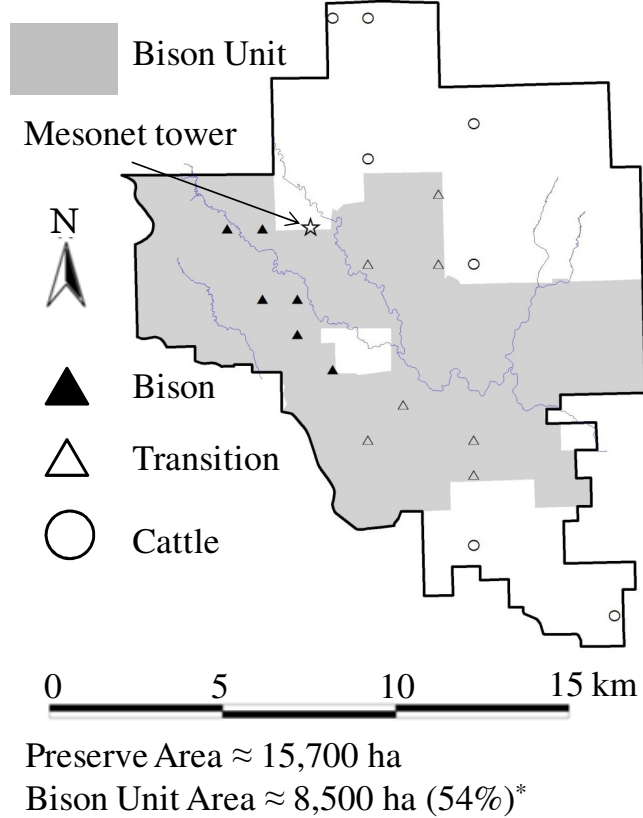 Bison Unit
Mesonet tower
N
Bison
Transition
Cattle
0 5 10 15 km
Preserve Area ≈ 15,700 ha
Bison Unit Area ≈ 8,500 ha (54%)*